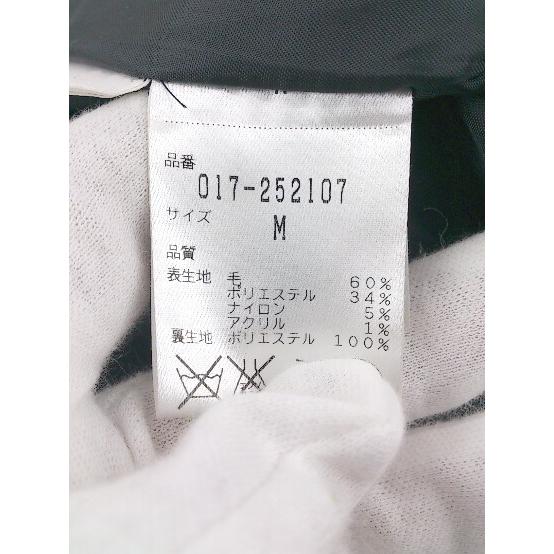 品番
017-252107
サイズ
M
品質
表生地 毛 60%
ポリエステル 34%
ナイロン 5%
アクリル 1%
裏生地 ポリエステル 100%